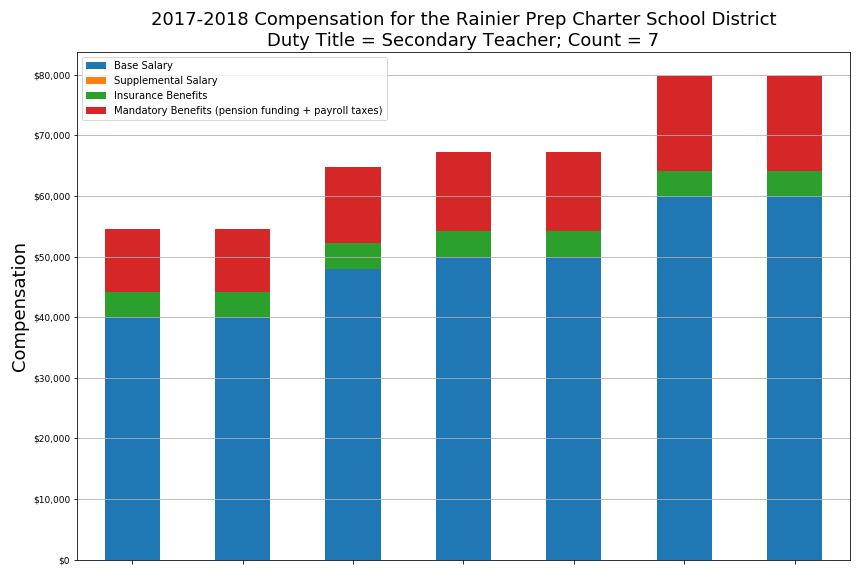 2017-2018 Compensation for the Rainier Prep Charter School District
Duty Title = Secondary Teacher; Count = 7
Base Salary
Supplemental Salary
Insurance Benefits
Mandatory Benefits (pension funding + payroll taxes)
$80,000
$70,000
$60,000
$50,000
$40,000
$30,000
$20,000
$10,000
$0
Compensation